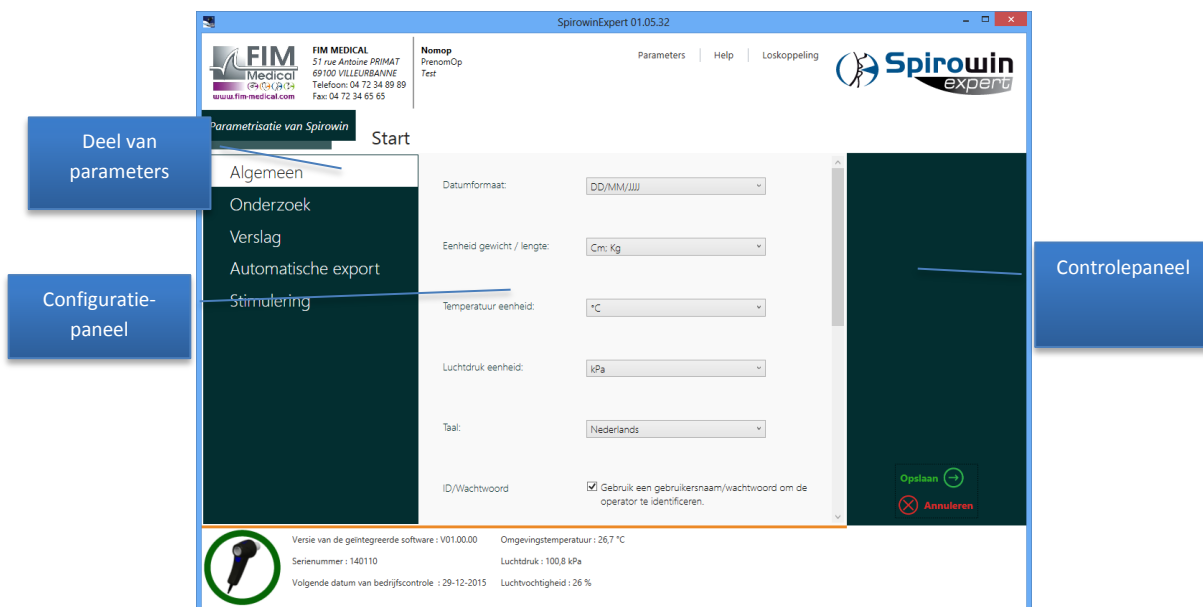 SpirowinExpert 01.05.32
FIM
Medical
www.fim-medical.com
FIM MEDICAL
51 rue Antoine PRIMAT
69100 VILLEURBANNE
Telefoon: 04 72 34 89 89
Fax: 04 72 34 65 65
Nomop
PrenomOp
Test
Parameters
Help
Loskoppeling
Spirowin
expert
Parametrisatie van Spirowin
Start
Deel van
parameters
Algemeen
Onderzoek
Verslag
Automatische export
Stimulering
Configuratie-
paneel
Datumformaat:
DD/MM/JJJJ
Eenheid gewicht / lengte:
Cm; Kg
Temperatuur eenheid:
°C
Luchtdruk eenheid:
kPa
Taal:
Nederlands
ID/Wachtwoord
Gebruik een gebruikersnaam/wachtwoord om de
operator te identificeren.
Controlepaneel
Opslaan
Annuleren
Versie van de geïntegreerde software : V01.00.00
Omgevingstemperatuur : 26,7 °C
Serienummer : 140110
Luchtdruk : 100,8 kPa
Volgende datum van bedrijfscontrole : 29-12-2015
Luchtvochtigheid : 26 %